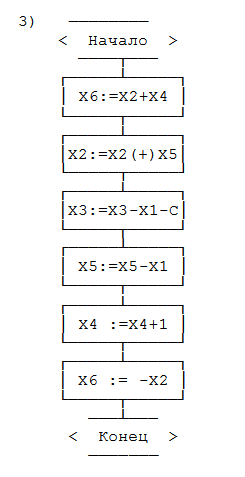 3)
< Начало >
X6:=X2+X4
X2:=X2(+)X5
X3:=X3-X1-C
X5:=X5-X1
X4 :=X4+1
X6 := -X2
< Конец >